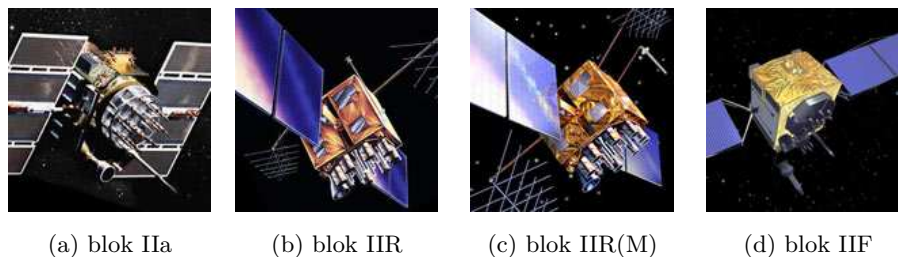 (a) blok IIa
(b) blok IIR
(c) blok IIR(M)
(d) blok IIF